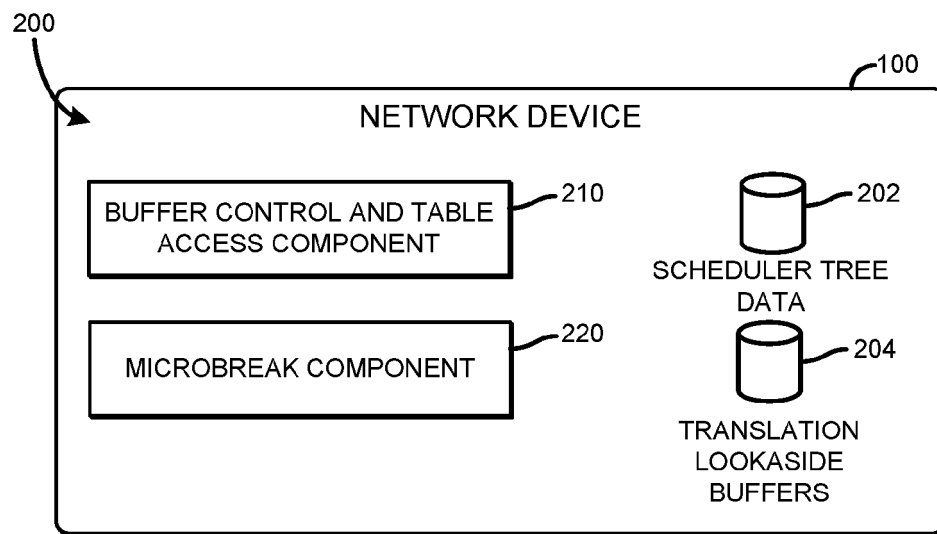 200
100
NETWORK DEVICE
BUFFER CONTROL AND TABLE
ACCESS COMPONENT
210
202
SCHEDULER TREE
DATA
MICROBREAK COMPONENT
220
204
TRANSLATION
LOOKASIDE
BUFFERS